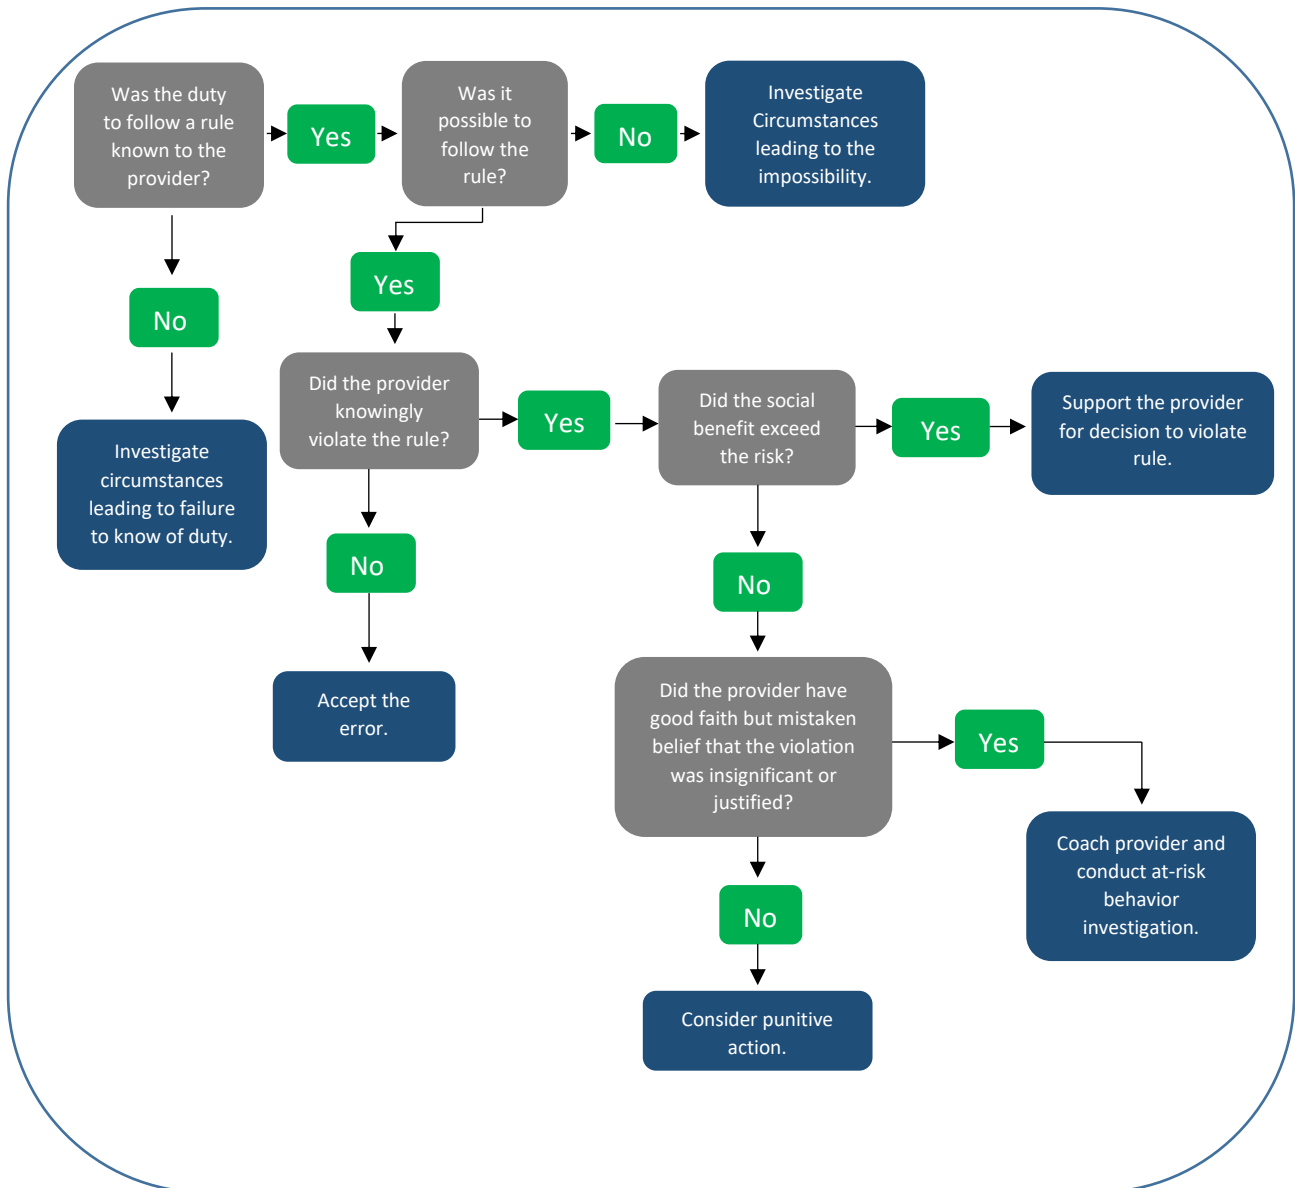 Was the duty
to follow a rule
known to the
provider?
Yes
Was it
possible to
follow the
rule?
No
Investigate
Circumstances
leading to the
impossibility.
No
Investigate
circumstances
leading to failure
to know of duty.
Yes
Did the provider
knowingly
violate the rule?
Yes
Did the social
benefit exceed
the risk?
Yes
Support the provider
for decision to violate
rule.
No
Accept the
error.
No
Did the provider have
good faith but mistaken
belief that the violation
was insignificant or
justified?
Yes
Coach provider and
conduct at-risk
behavior
investigation.
No
Consider punitive
action.